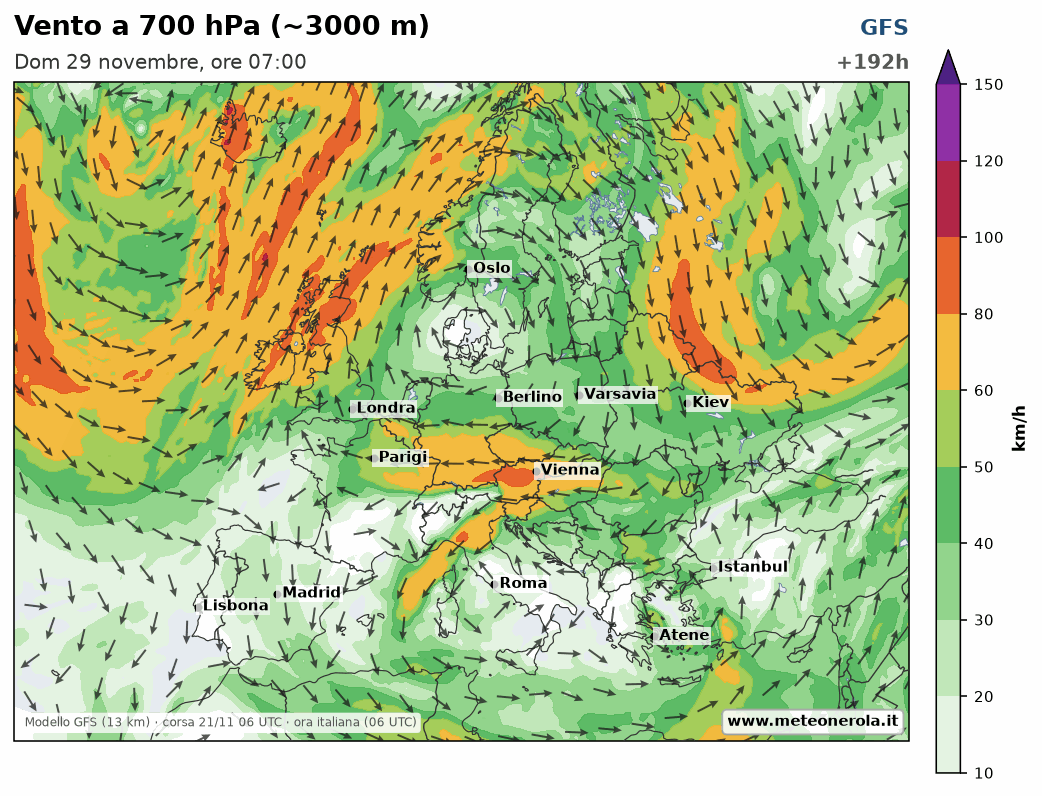 Vento a 700 hPa (~3000 m)
GFS
Dom 29 novembre, ore 07:00
+192h
150
120
100
80
60
50
40
30
20
10
km/h
Oslo
Berlino
Varsavia
Kiev
Londra
Parigi
Vienna
Istanbul
Roma
Madrid
Lisbona
Atene
Modello GFS (13 km) · corsa 21/11 06 UTC · ora italiana (06 UTC)
www.meteonerola.it